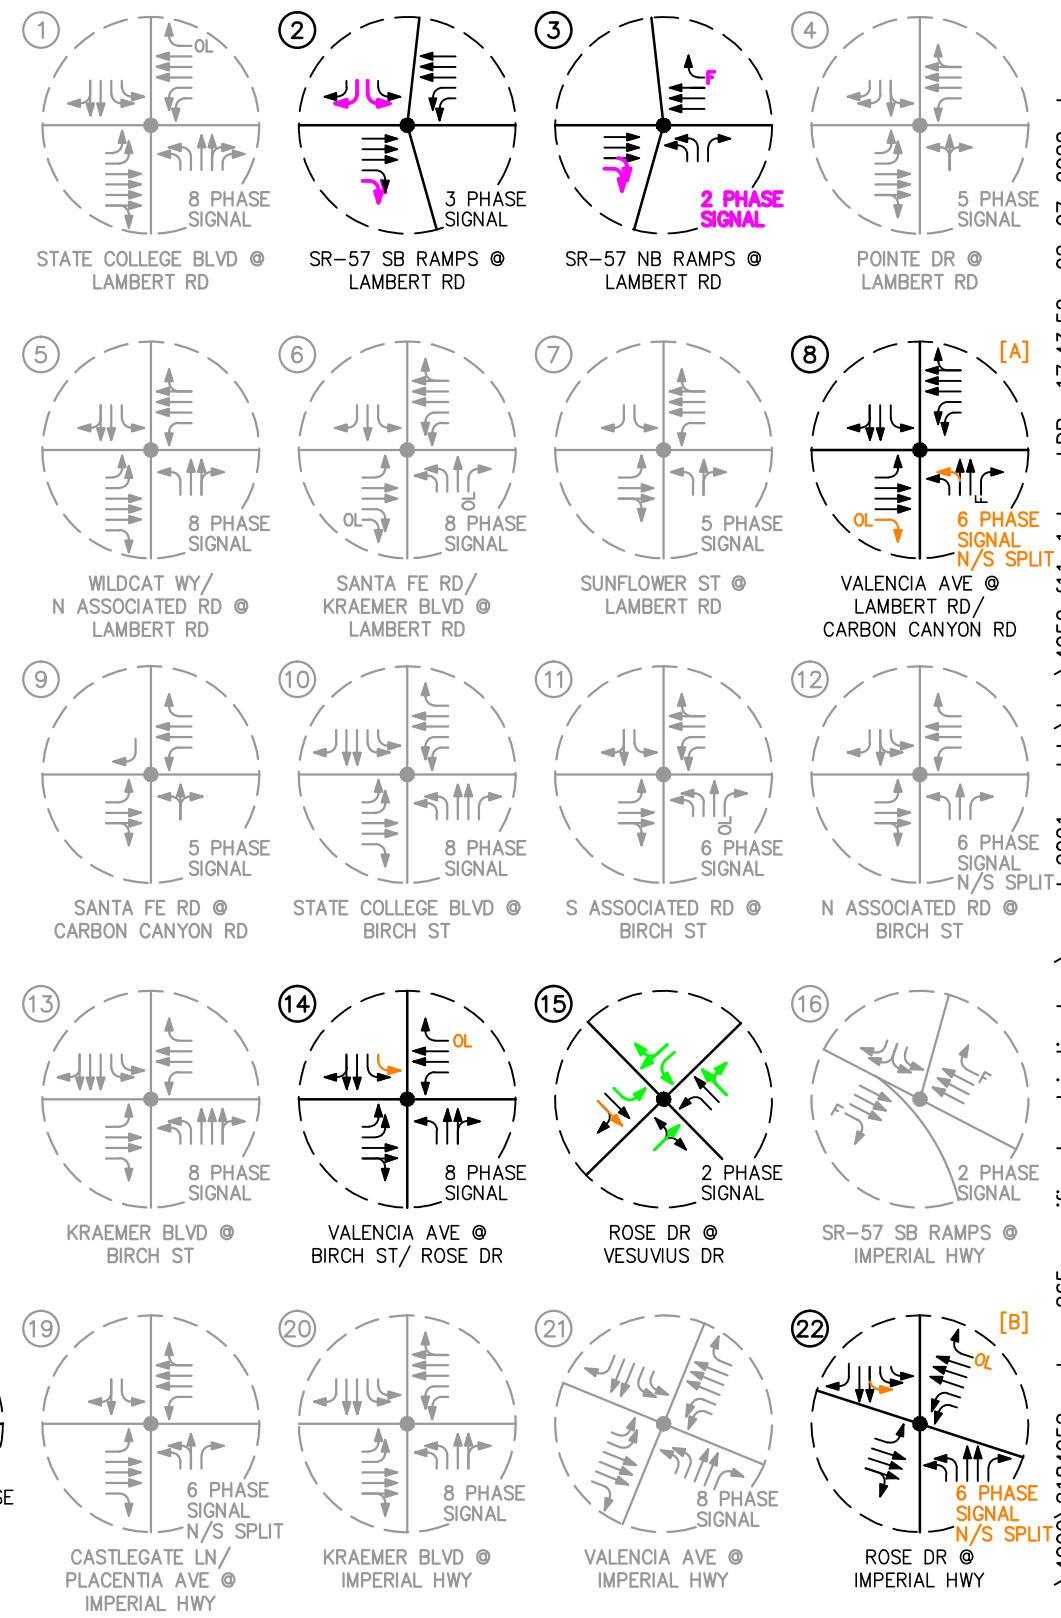 1
OL
8 PHASE
SIGNAL
STATE COLLEGE BLVD @
LAMBERT RD
2
3 PHASE
SIGNAL
SR-57 SB RAMPS @
LAMBERT RD
3
F
2 PHASE
SIGNAL
SR-57 NB RAMPS @
LAMBERT RD
4
5 PHASE
SIGNAL
POINTE DR @
LAMBERT RD
5
8 PHASE
SIGNAL
WILDCAT WY/
N ASSOCIATED RD @
LAMBERT RD
6
OL
OL
8 PHASE
SIGNAL
SANTA FE RD/
KRAEMER BLVD @
LAMBERT RD
7
5 PHASE
SIGNAL
SUNFLOWER ST @
LAMBERT RD
8
[A]
OL
F
6 PHASE
SIGNAL
N/S SPLIT
VALENCIA AVE @
LAMBERT RD/
CARBON CANYON RD
9
5 PHASE
SIGNAL
SANTA FE RD @
CARBON CANYON RD
10
8 PHASE
SIGNAL
STATE COLLEGE BLVD @
BIRCH ST
11
OL
6 PHASE
SIGNAL
S ASSOCIATED RD @
BIRCH ST
12
6 PHASE
SIGNAL
N/S SPLIT
N ASSOCIATED RD @
BIRCH ST
13
8 PHASE
SIGNAL
KRAEMER BLVD @
BIRCH ST
14
OL
8 PHASE
SIGNAL
VALENCIA AVE @
BIRCH ST/ ROSE DR
15
2 PHASE
SIGNAL
ROSE DR @
VESUVIUS DR
16
F
F
2 PHASE
SIGNAL
SR-57 SB RAMPS @
IMPERIAL HWY
19
6 PHASE
SIGNAL
N/S SPLIT
CASTLEGATE LN/
PLACENTIA AVE @
IMPERIAL HWY
20
8 PHASE
SIGNAL
KRAEMER BLVD @
IMPERIAL HWY
21
8 PHASE
SIGNAL
VALENCIA AVE @
IMPERIAL HWY
22
[B]
OL
6 PHASE
SIGNAL
N/S SPLIT
ROSE DR @
IMPERIAL HWY